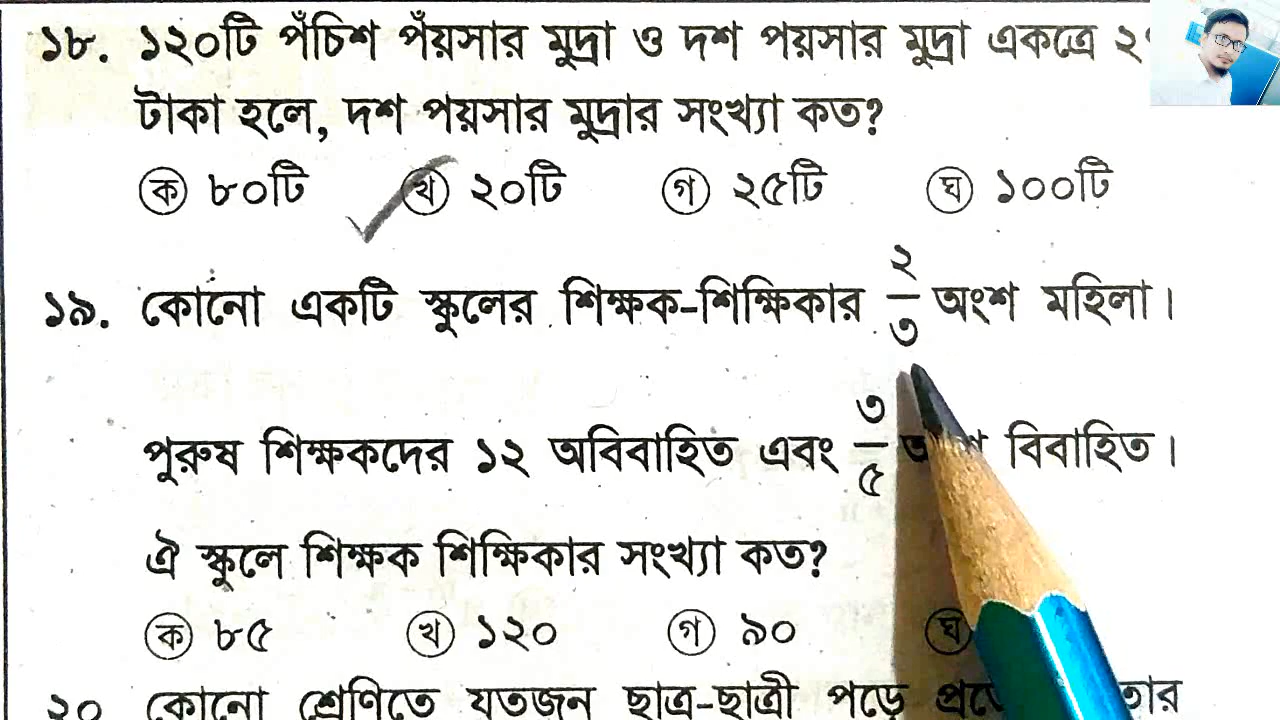 ১৮. ১২০টি পঁচিশ পঁয়সার মুদ্রা ও দশ পয়সার মুদ্রা একত্রে
টাকা হলে, দশ পয়সার মুদ্রার সংখ্যা কত?
ক ৮০টি খ ২০টি গ ২৫টি ঘ ১০০টি
১৯. কোনো একটি স্কুলের শিক্ষক-শিক্ষিকার ২/৩ অংশ মহিলা।
পুরুষ শিক্ষকদের ১২ অবিবাহিত এবং ৩/৫ বিবাহিত।
ঐ স্কুলে শিক্ষক শিক্ষিকার সংখ্যা কত?
ক ৮৫ খ ১২০ গ ৯০ ঘ
২০ কোনো শ্রেণিতে যতজন ছাত্র-ছাত্রী পড়ে তার